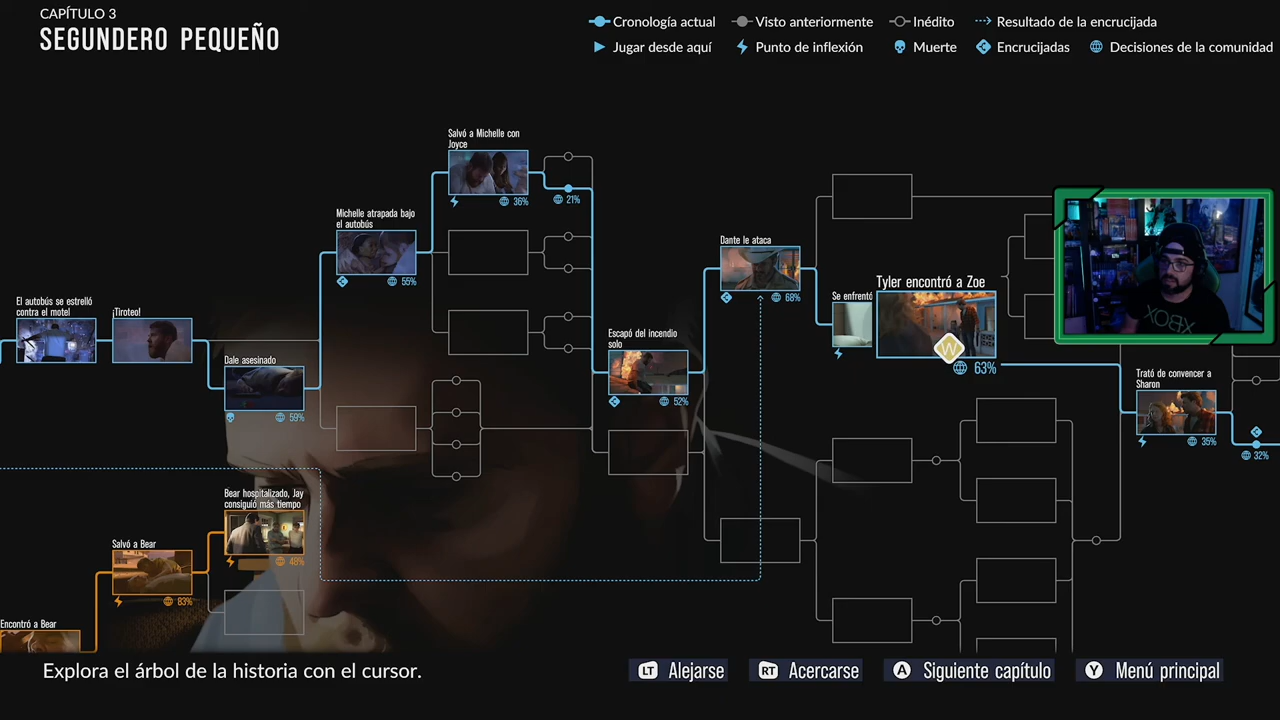 CAPÍTULO 3
SEGUNDERO PEQUEÑO
Cronología actual
Visto anteriormente
Inédito
Resultado de la encrucijada
Jugar desde aquí
Punto de inflexión
Muerte
Encrucijadas
Decisiones de la comunidad
Salvó a Michelle con
Joyce
36%
21%
Michelle atrapada bajo
el autobús
55%
Dante le ataca
68%
Tyler encontró a Zoe
Se enfrentó
W
63%
El autobús se estrelló
contra el motel
¡Tiroteo!
Dale asesinado
59%
Escapó del incendio
solo
52%
Trató de convencer a
Sharon
35%
32%
XBOX
Bear hospitalizado, Jay
consiguió más tiempo
48%
Salvó a Bear
83%
Encontró a Bear
Explora el árbol de la historia con el cursor.
LT Alejarse
RT Acercarse
A Siguiente capítulo
Y Menú principal